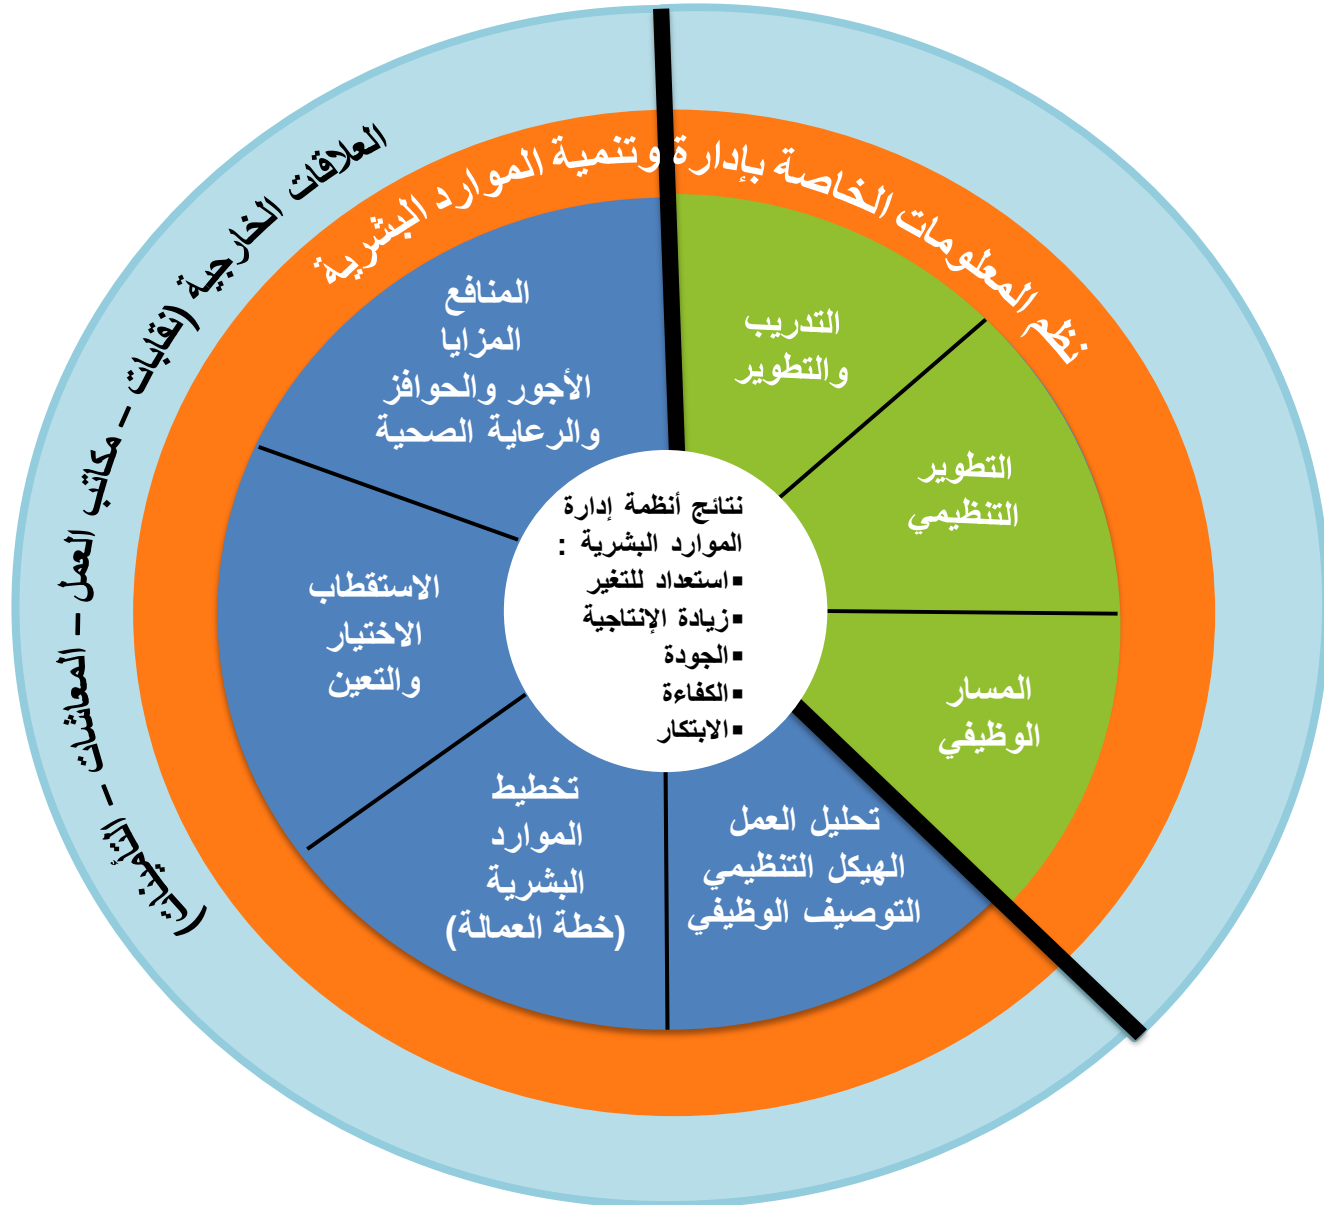 العلاقات الخارجية (نقابات – مكاتب العمل – المعاشات – التأمينات)
نظم المعلومات الخاصة بإدارة وتنمية الموارد البشرية
التدريب
والتطوير
التطوير
التنظيمي
المسار
الوظيفي
تحليل العمل
الهيكل التنظيمي
التوصيف الوظيفي
تخطيط
الموارد
البشرية
(خطة العمالة)
الاستقطاب
الاختيار
والتعين
المنافع
المزايا
الأجور والحوافز
والرعاية الصحية
نتائج أنظمة إدارة
الموارد البشرية :
▪استعداد للتغير
▪زيادة الإنتاجية
▪الجودة
▪الكفاءة
▪الابتكار